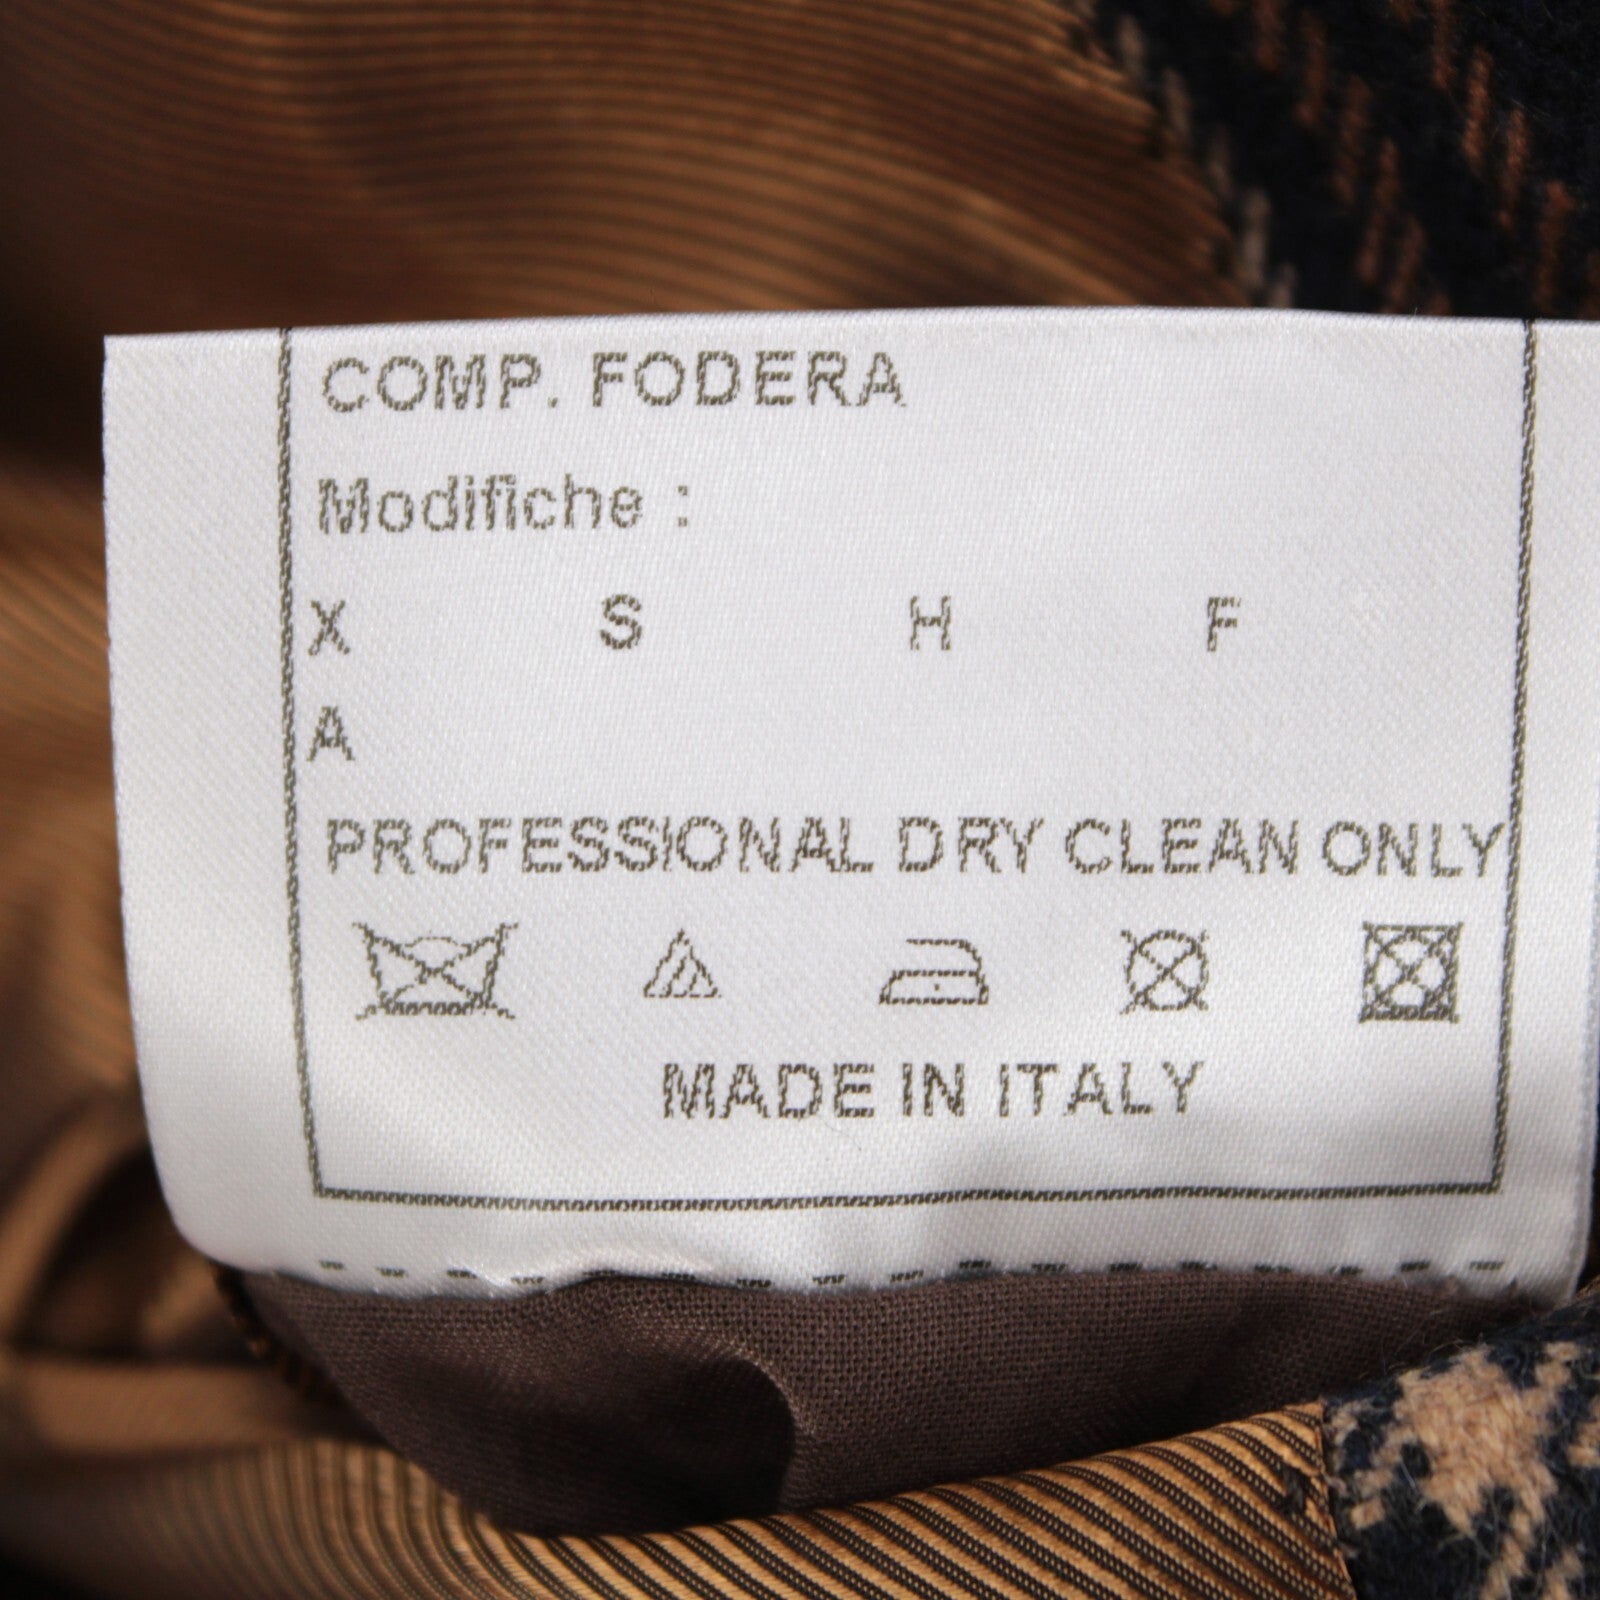 COMP. FODERA
Modifiche :
X S H F
A
PROFESSIONAL DRY CLEAN ONLY
MADE IN ITALY